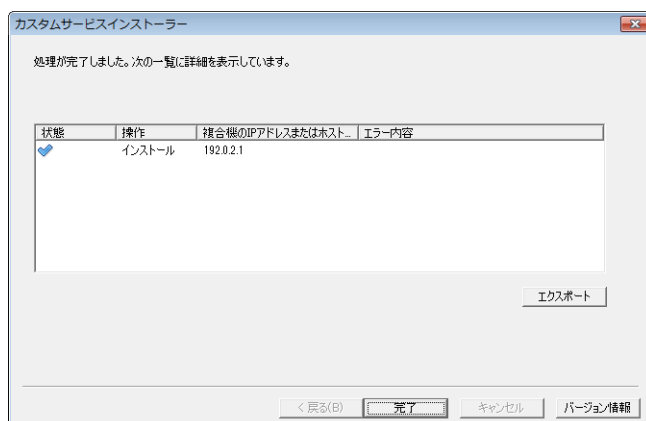 カスタムサービスインストーラー
処理が完了しました。次の一覧に詳細を表示しています。
状態 操作 複合機のIPアドレスまたはホスト... エラー内容
インストール 192.0.2.1
エクスポート
< 戻る(B) 完了 キャンセル バージョン情報